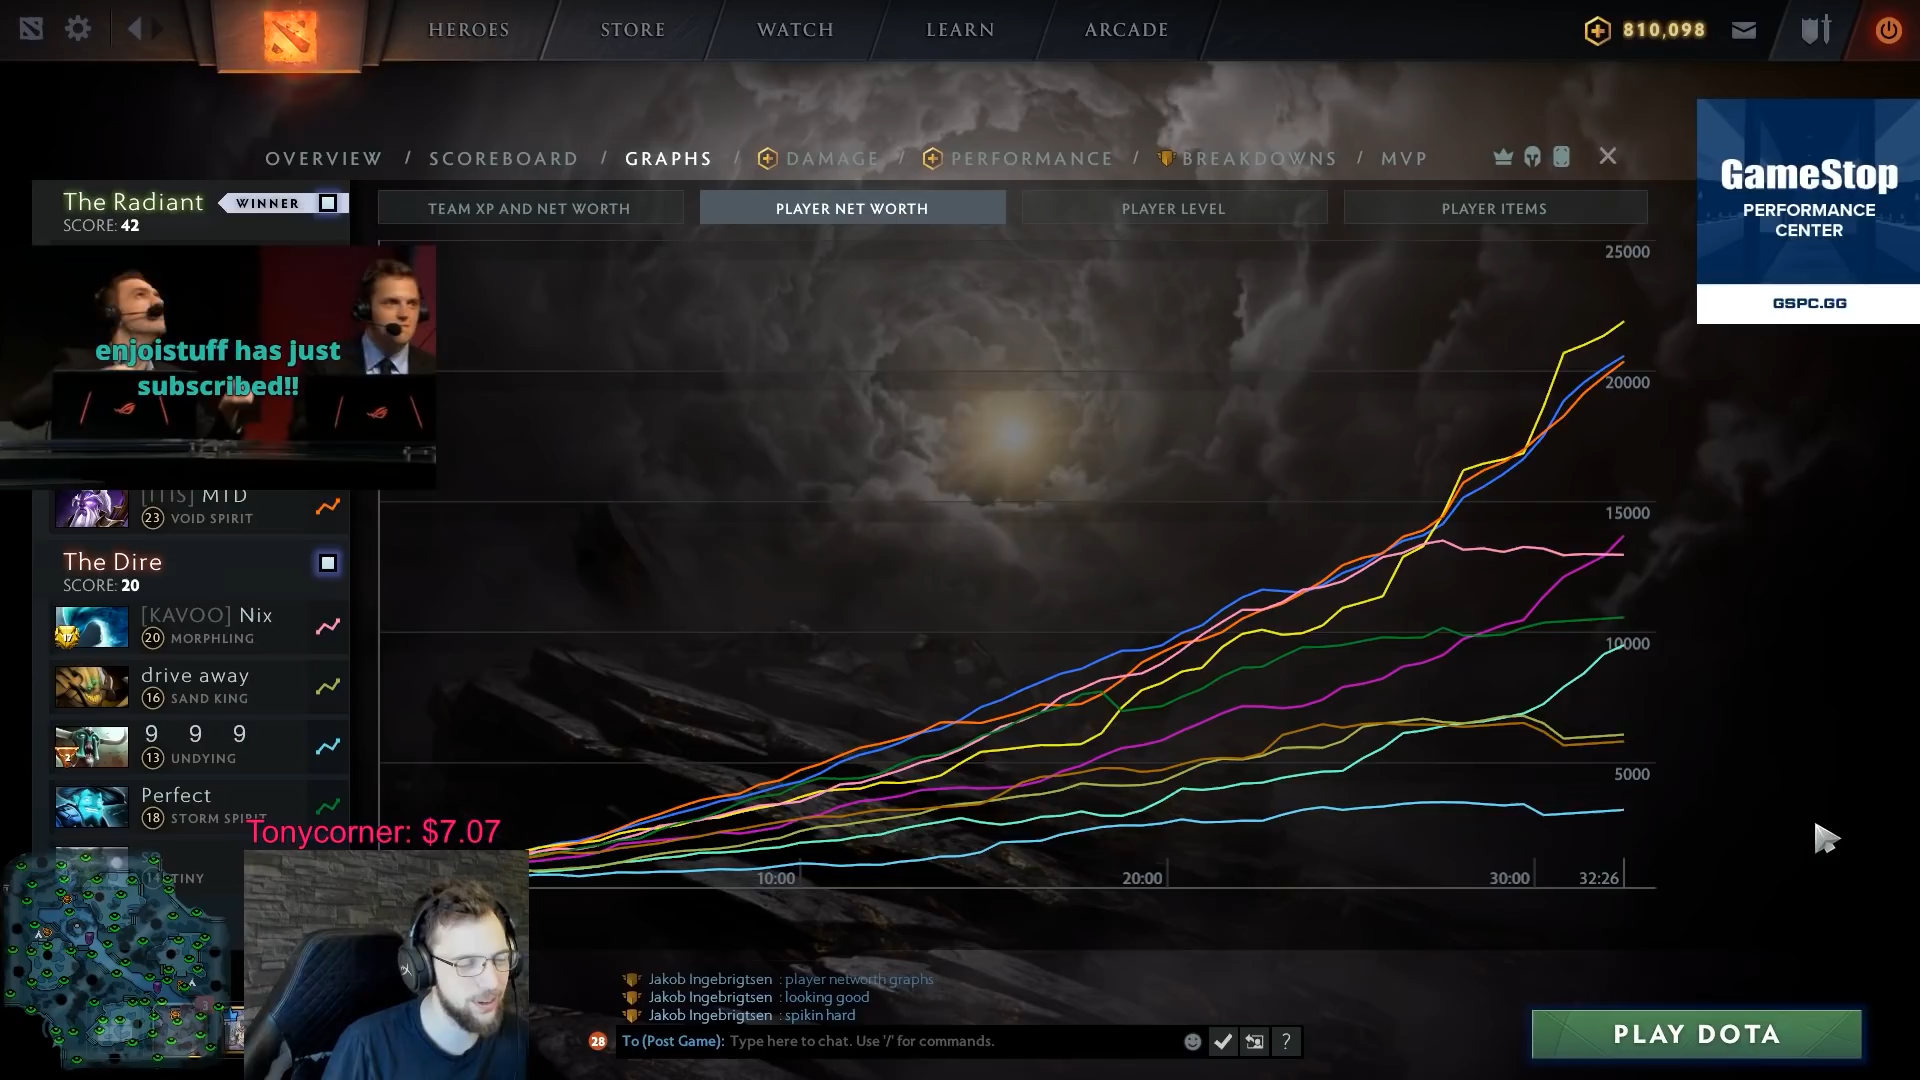 HEROES
STORE
WATCH
LEARN
ARCADE
810,098
OVERVIEW / SCOREBOARD / GRAPHS / DAMAGE / PERFORMANCE / BREAKDOWNS / MVP
The Radiant
WINNER
SCORE: 42
TEAM XP AND NET WORTH
PLAYER NET WORTH
PLAYER LEVEL
PLAYER ITEMS
GameStop
PERFORMANCE
CENTER
GSPC.GG
enjoistuff has just
subscribed!!
MTD
23 VOID SPIRIT
The Dire
SCORE: 20
[KAVOO] Nix
17
20 MORPHLING
drive away
16 SAND KING
9 9 9
2
13 UNDYING
Perfect
18 STORM SPIRIT
14 TINY
Tonycorner: $7.07
25000
20000
15000
10000
5000
10:00
20:00
30:00
32:26
3
Jakob Ingebrigtsen : player networth graphs
Jakob Ingebrigtsen : looking good
Jakob Ingebrigtsen : spikin hard
28
To (Post Game): Type here to chat. Use '/' for commands.
?
PLAY DOTA